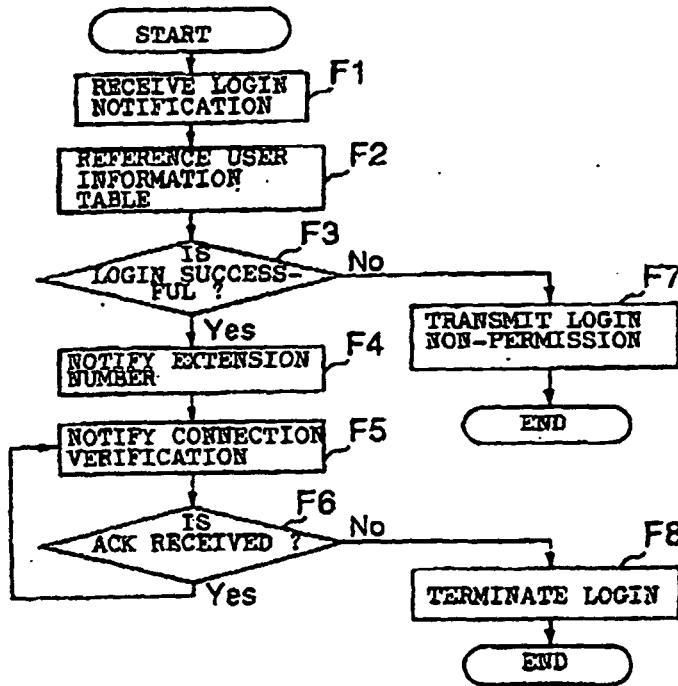 START
F1
RECEIVE LOGIN
NOTIFICATION
F2
REFERENCE USER
INFORMATION
TABLE
F3
IS
LOGIN SUCCESS-
FUL ?
No
Yes
F7
TRANSMIT LOGIN
NON-PERMISSION
F4
NOTIFY EXTENSION
NUMBER
END
F5
NOTIFY CONNECTION
VERIFICATION
F6
IS
ACK RECEIVED ?
No
Yes
F8
TERMINATE LOGIN
END